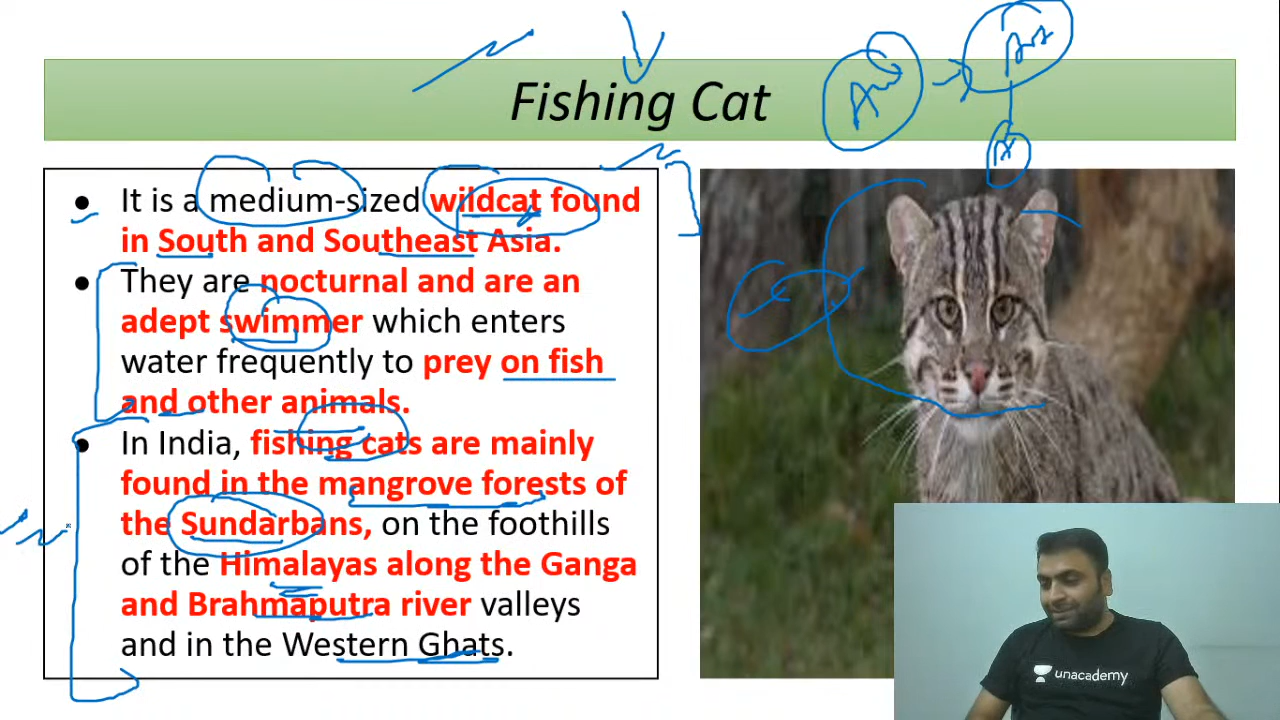 Fishing Cat
● It is a medium-sized wildcat found
in South and Southeast Asia.
● They are nocturnal and are an
adept swimmer which enters
water frequently to prey on fish
and other animals.
● In India, fishing cats are mainly
found in the mangrove forests of
the Sundarbans, on the foothills
of the Himalayas along the Ganga
and Brahmaputra river valleys
and in the Western Ghats.
unacademy